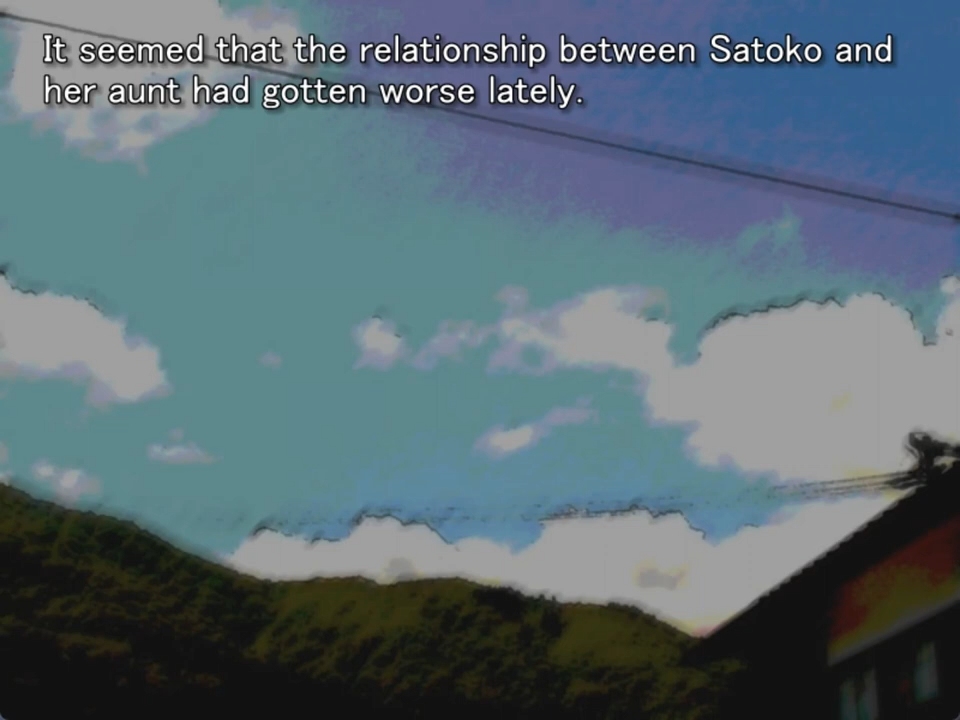 It seemed that the relationship between Satoko and
her aunt had gotten worse lately.